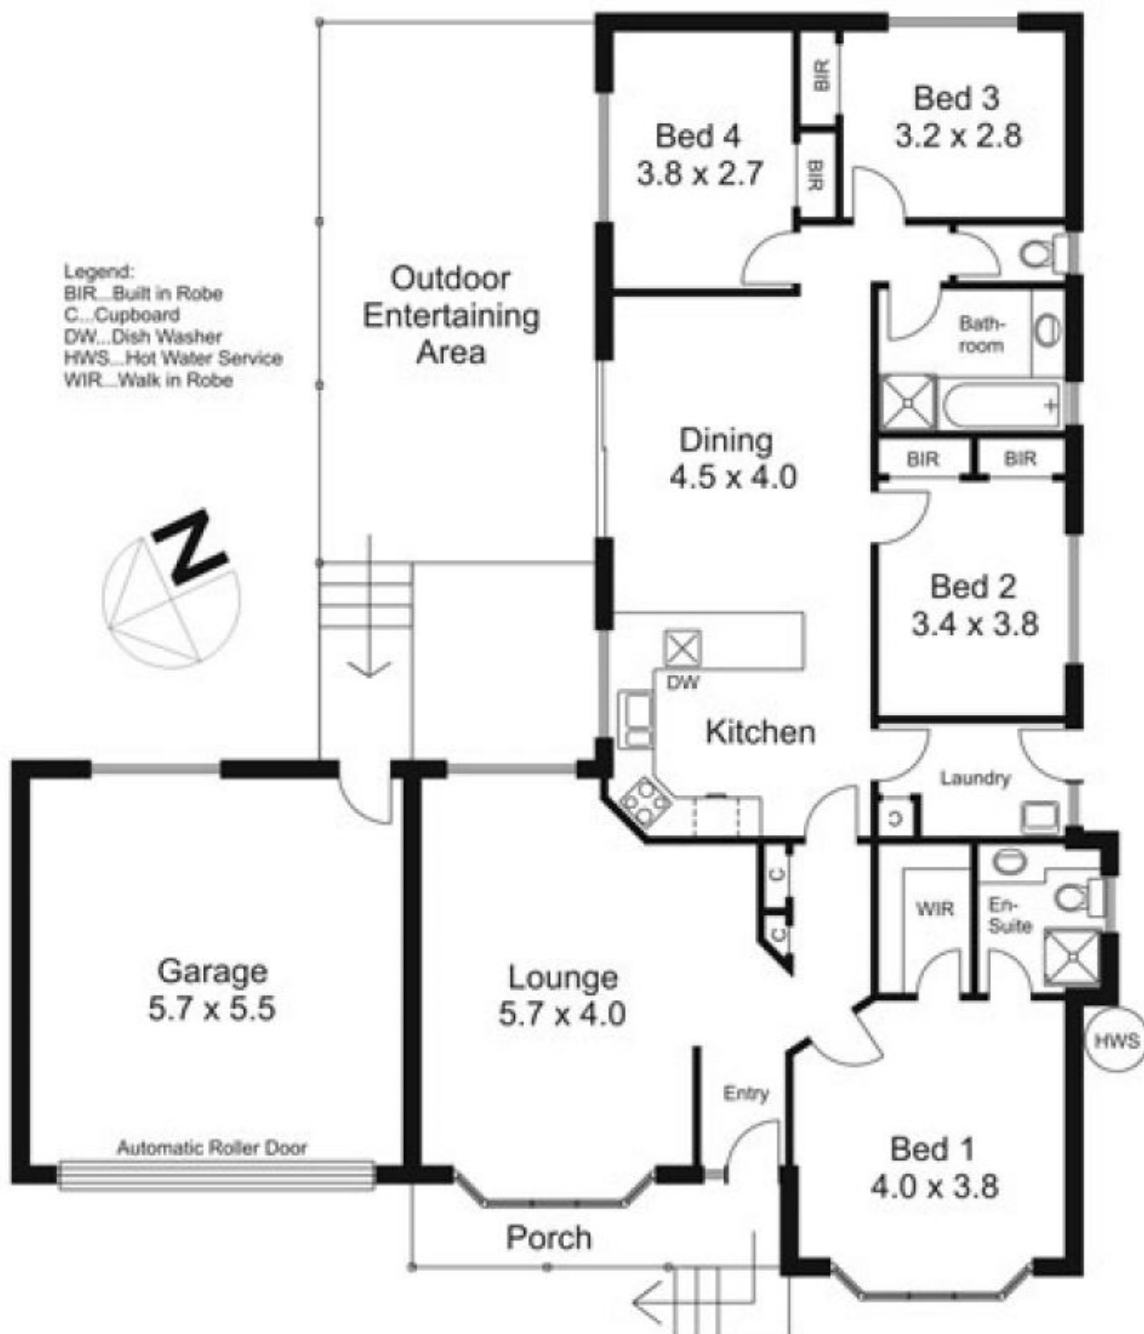 BIR
Bed 3
3.2 x 2.8
Bed 4
3.8 x 2.7
BIR
Legend:
BIR...Built in Robe
C...Cupboard
DW...Dish Washer
HWS...Hot Water Service
WIR...Walk in Robe
Outdoor
Entertaining
Area
Bath-
room
Dining
4.5 x 4.0
BIR
BIR
N
Bed 2
3.4 x 3.8
DW
Kitchen
Laundry
C
C
WIR
En-
Suite
C
Garage
5.7 x 5.5
Lounge
5.7 x 4.0
HWS
Entry
Automatic Roller Door
Bed 1
4.0 x 3.8
Porch